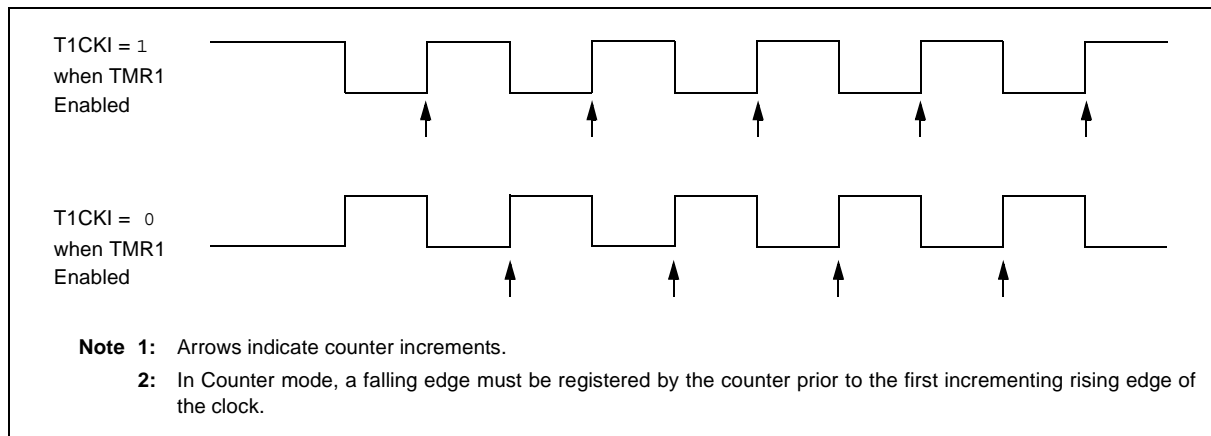 T1CKI = 1
when TMR1
Enabled
T1CKI = 0
when TMR1
Enabled
Note 1: Arrows indicate counter increments.
2: In Counter mode, a falling edge must be registered by the counter prior to the first incrementing rising edge of
the clock.